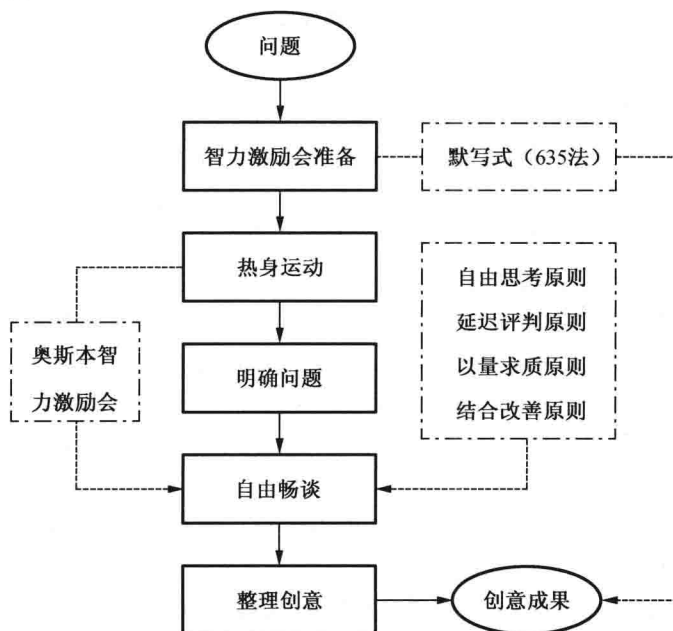 问题
智力激励会准备
默写式（635法）
热身运动
自由思考原则
延迟评判原则
以量求质原则
结合改善原则
奥斯本智
力激励会
明确问题
自由畅谈
整理创意
创意成果